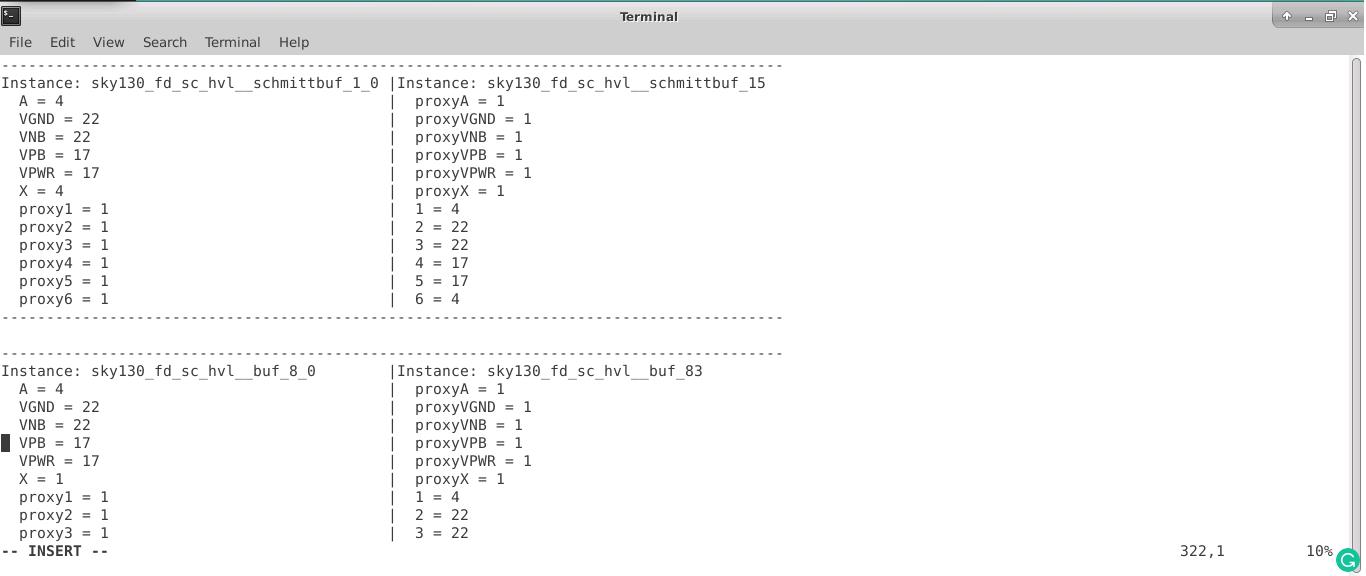 Terminal
File Edit View Search Terminal Help
---------------------------------------------------------------------------------------
Instance: sky130_fd_sc_hvl__schmittbuf_1_0 |Instance: sky130_fd_sc_hvl__schmittbuf_15
  A = 4                                    |  proxyA = 1
  VGND = 22                                |  proxyVGND = 1
  VNB = 22                                 |  proxyVNB = 1
  VPB = 17                                 |  proxyVPB = 1
  VPWR = 17                                |  proxyVPWR = 1
  X = 4                                    |  proxyX = 1
  proxy1 = 1                               |  1 = 4
  proxy2 = 1                               |  2 = 22
  proxy3 = 1                               |  3 = 22
  proxy4 = 1                               |  4 = 17
  proxy5 = 1                               |  5 = 17
  proxy6 = 1                               |  6 = 4
---------------------------------------------------------------------------------------
---------------------------------------------------------------------------------------
Instance: sky130_fd_sc_hvl__buf_8_0        |Instance: sky130_fd_sc_hvl__buf_83
  A = 4                                    |  proxyA = 1
  VGND = 22                                |  proxyVGND = 1
  VNB = 22                                 |  proxyVNB = 1
  VPB = 17                                 |  proxyVPB = 1
  VPWR = 17                                |  proxyVPWR = 1
  X = 1                                    |  proxyX = 1
  proxy1 = 1                               |  1 = 4
  proxy2 = 1                               |  2 = 22
  proxy3 = 1                               |  3 = 22
-- INSERT -- 322,1 10%